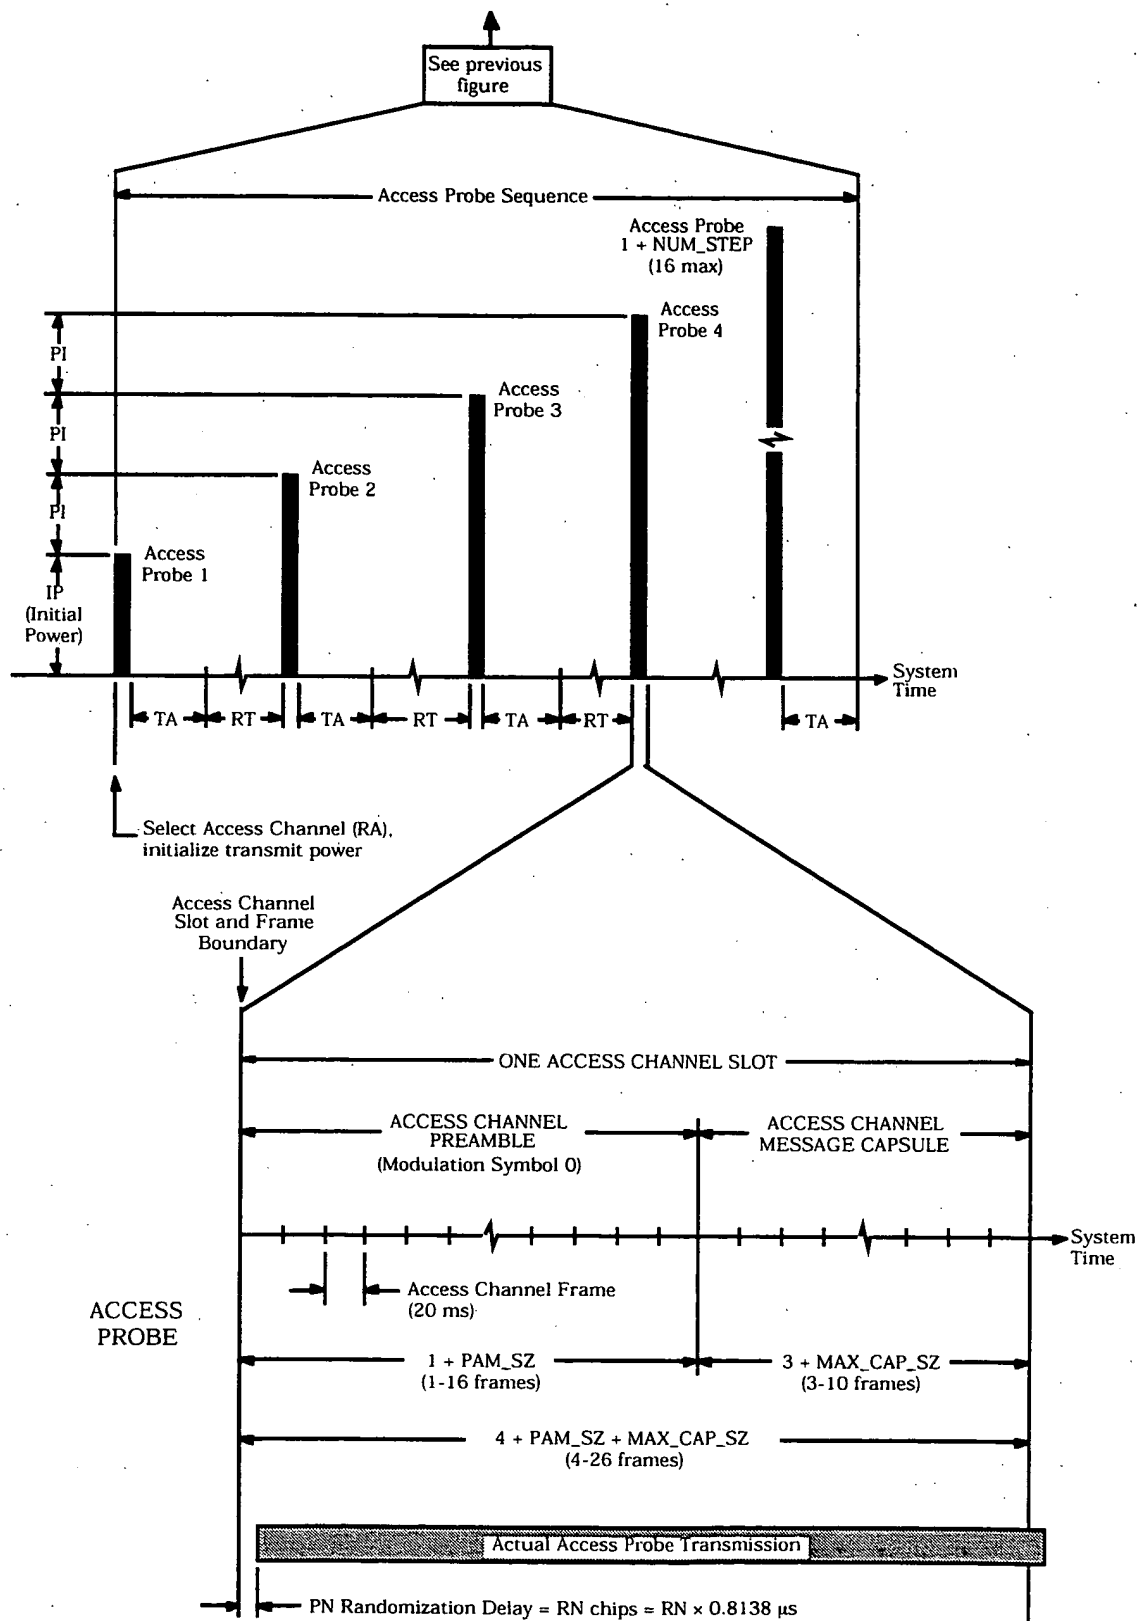 See previous
figure
Access Probe Sequence
Access Probe
1 + NUM_STEP
(16 max)
Access
Probe 4
PI
Access
Probe 3
PI
Access
Probe 2
PI
Access
Probe 1
IP
(Initial
Power)
System
Time
TA
RT
TA
RT
TA
RT
TA
Select Access Channel (RA),
initialize transmit power
Access Channel
Slot and Frame
Boundary
ONE ACCESS CHANNEL SLOT
ACCESS CHANNEL
PREAMBLE
(Modulation Symbol 0)
ACCESS CHANNEL
MESSAGE CAPSULE
System
Time
Access Channel Frame
(20 ms)
ACCESS
PROBE
1 + PAM_SZ
(1-16 frames)
3 + MAX_CAP_SZ
(3-10 frames)
4 + PAM_SZ + MAX_CAP_SZ
(4-26 frames)
Actual Access Probe Transmission
PN Randomization Delay = RN chips = RN × 0.8138 µs